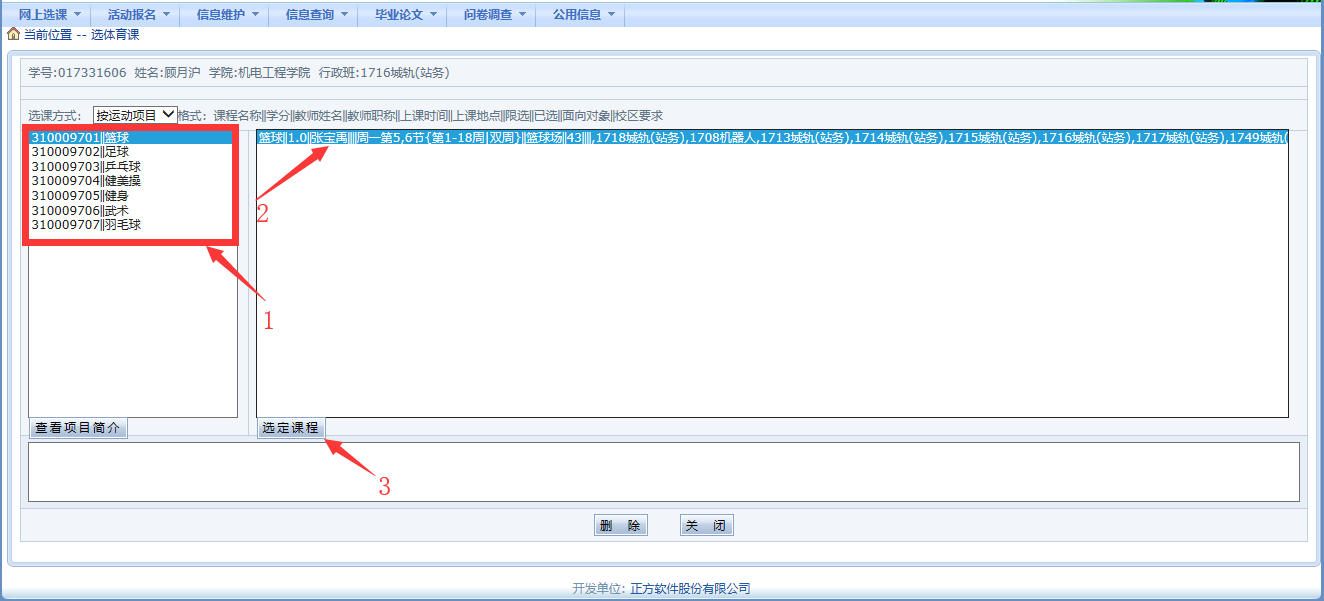 网上选课 活动报名 信息维护 信息查询 毕业论文 问卷调查 公用信息
当前位置 -- 选体育课
学号:017331606 姓名:顾月沪 学院:机电工程学院 行政班:1716城轨(站务)
选课方式: 按运动项目 格式: 课程名称||学分||教师姓名||教师职称||上课时间||上课地点||限选||已选||面向对象||校区要求
310009701||篮球
310009702||足球
310009703||乒乓球
310009704||健美操
310009705||健身
310009706||武术
310009707||羽毛球
篮球||1.0||张宝禹||||周一第5,6节{第1-18周|双周}||篮球场||43||||,1718城轨(站务),1708机器人,1713城轨(站务),1714城轨(站务),1715城轨(站务),1716城轨(站务),1717城轨(站务),1749城轨(
2
1
查看项目简介 选定课程
3
删 除 关 闭
开发单位: 正方软件股份有限公司